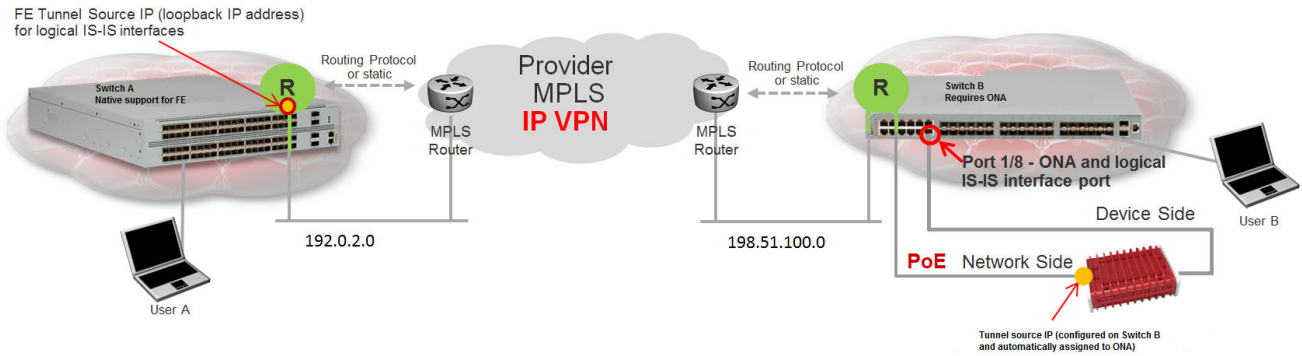 FE Tunnel Source IP (loopback IP address)
for logical IS-IS interfaces
Switch A
Native support for FE
R
Routing Protocol
or static
MPLS
Router
Provider
MPLS
IP VPN
Routing Protocol
or static
MPLS
Router
R
Switch B
Requires ONA
Port 1/8 - ONA and logical
IS-IS interface port
User A
192.0.2.0
198.51.100.0
Device Side
User B
PoE Network Side
Tunnel source IP (configured on Switch B
and automatically assigned to ONA)